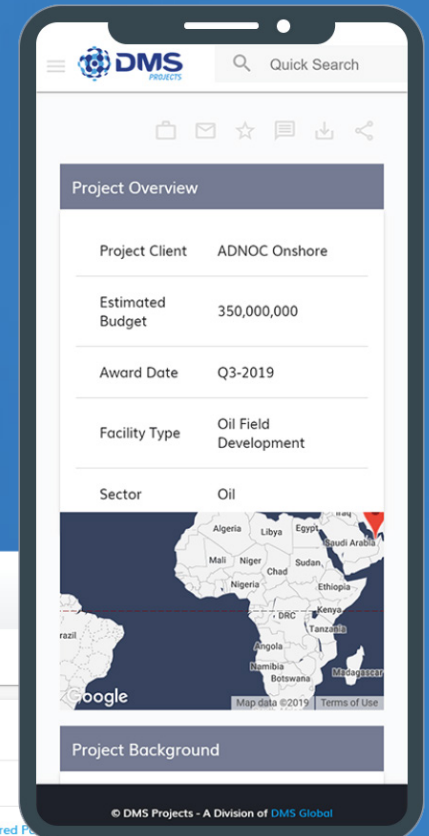 DMS
PROJECTS
Quick Search
Project Overview
Project Client ADNOC Onshore
Estimated
Budget
350,000,000
Award Date Q3-2019
Facility Type
Oil Field
Development
Sector Oil
Iraq
Algeria Libya Egypt
Saudi Arabia
Mali Niger Sudan
Chad
Nigeria Ethiopia
DRC Kenya
Tanzania
Angola
Namibia
Botswana Madagascar
Google
Map data ©2019 Terms of Use
Project Background
© DMS Projects - A Division of DMS Global